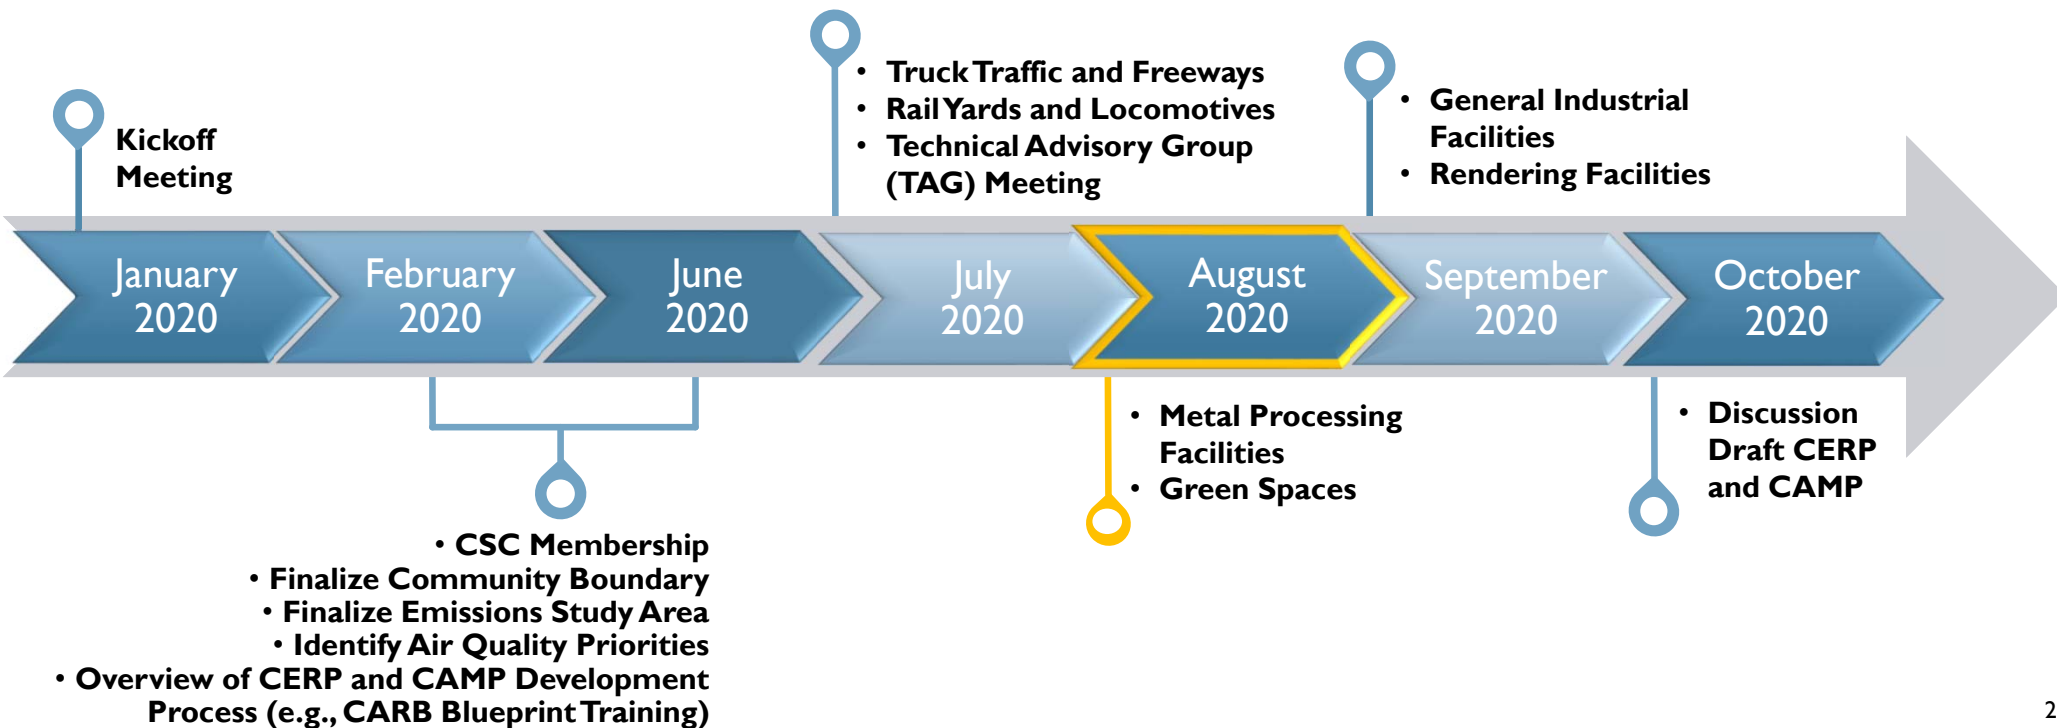 Kickoff
Meeting
• Truck Traffic and Freeways
• Rail Yards and Locomotives
• Technical Advisory Group
(TAG) Meeting
• General Industrial
Facilities
• Rendering Facilities
January
2020
February
2020
June
2020
July
2020
August
2020
September
2020
October
2020
• CSC Membership
• Finalize Community Boundary
• Finalize Emissions Study Area
• Identify Air Quality Priorities
• Overview of CERP and CAMP Development
Process (e.g., CARB Blueprint Training)
• Metal Processing
Facilities
• Green Spaces
• Discussion
Draft CERP
and CAMP
2